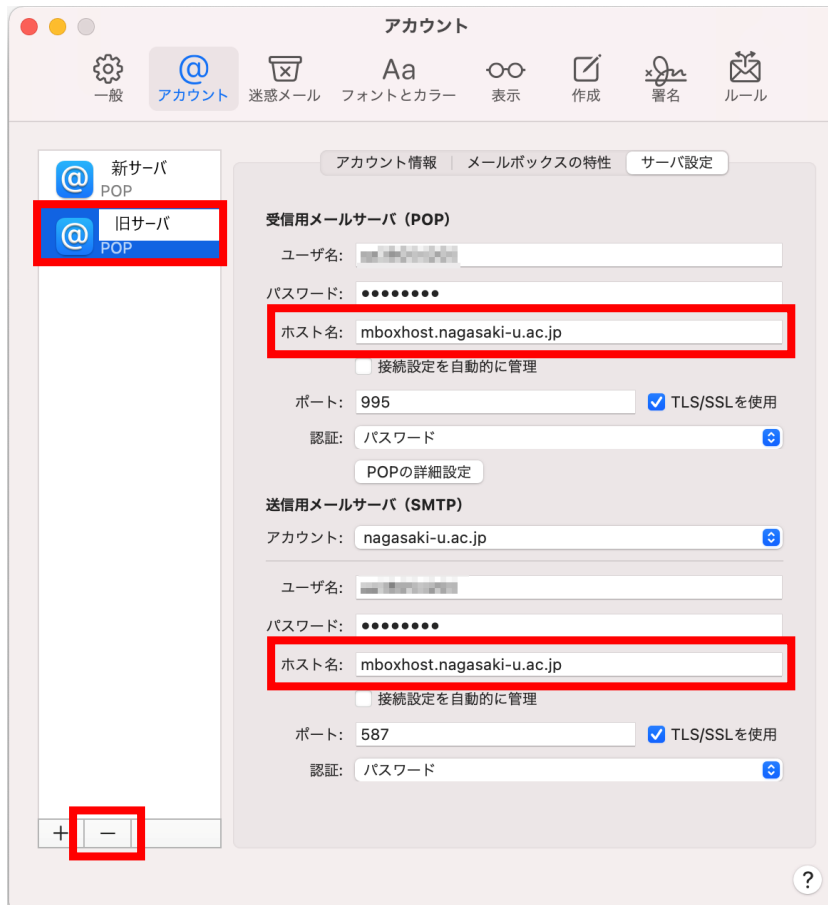 アカウント
一般
アカウント
迷惑メール
Aa
フォントとカラー
表示
作成
署名
ルール
新サーバ
POP
旧サーバ
POP
アカウント情報
メールボックスの特性
サーバ設定
受信用メールサーバ（POP）
ユーザ名:
パスワード: ●●●●●●●●
ホスト名: mboxhost.nagasaki-u.ac.jp
接続設定を自動的に管理
ポート: 995 TLS/SSLを使用
認証: パスワード
POPの詳細設定
送信用メールサーバ（SMTP）
アカウント: nagasaki-u.ac.jp
ユーザ名:
パスワード: ●●●●●●●●
ホスト名: mboxhost.nagasaki-u.ac.jp
接続設定を自動的に管理
ポート: 587 TLS/SSLを使用
認証: パスワード
+ −
?